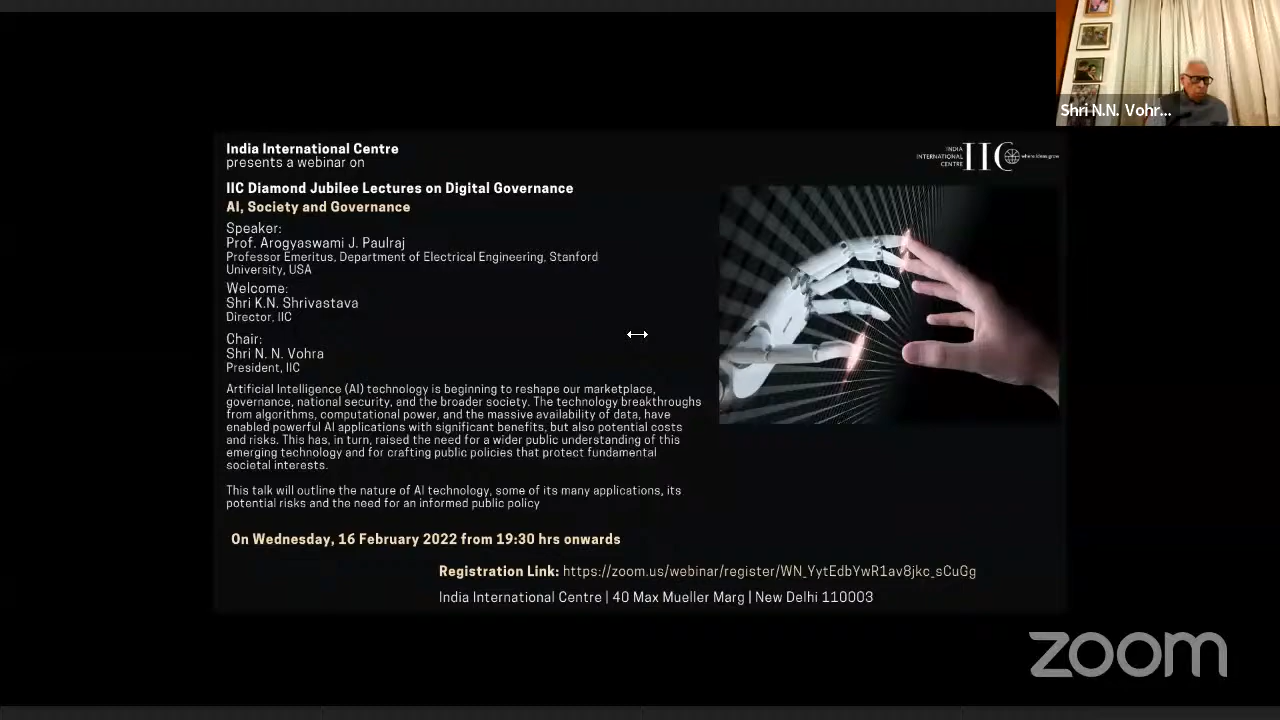 Shri N.N. Vohr...
India International Centre
presents a webinar on
INDIA
INTERNATIONAL
CENTRE
IIC
where ideas grow
IIC Diamond Jubilee Lectures on Digital Governance
AI, Society and Governance
Speaker:
Prof. Arogyaswami J. Paulraj
Professor Emeritus, Department of Electrical Engineering, Stanford
University, USA
Welcome:
Shri K.N. Shrivastava
Director, IIC
Chair:
Shri N. N. Vohra
President, IIC
Artificial Intelligence (AI) technology is beginning to reshape our marketplace,
governance, national security, and the broader society. The technology breakthroughs
from algorithms, computational power, and the massive availability of data, have
enabled powerful AI applications with significant benefits, but also potential costs
and risks. This has, in turn, raised the need for a wider public understanding of this
emerging technology and for crafting public policies that protect fundamental
societal interests.
This talk will outline the nature of AI technology, some of its many applications, its
potential risks and the need for an informed public policy
On Wednesday, 16 February 2022 from 19:30 hrs onwards
Registration Link: https://zoom.us/webinar/register/WN_YytEdbYwR1av8jkc_sCuGg
India International Centre | 40 Max Mueller Marg | New Delhi 110003
zoom